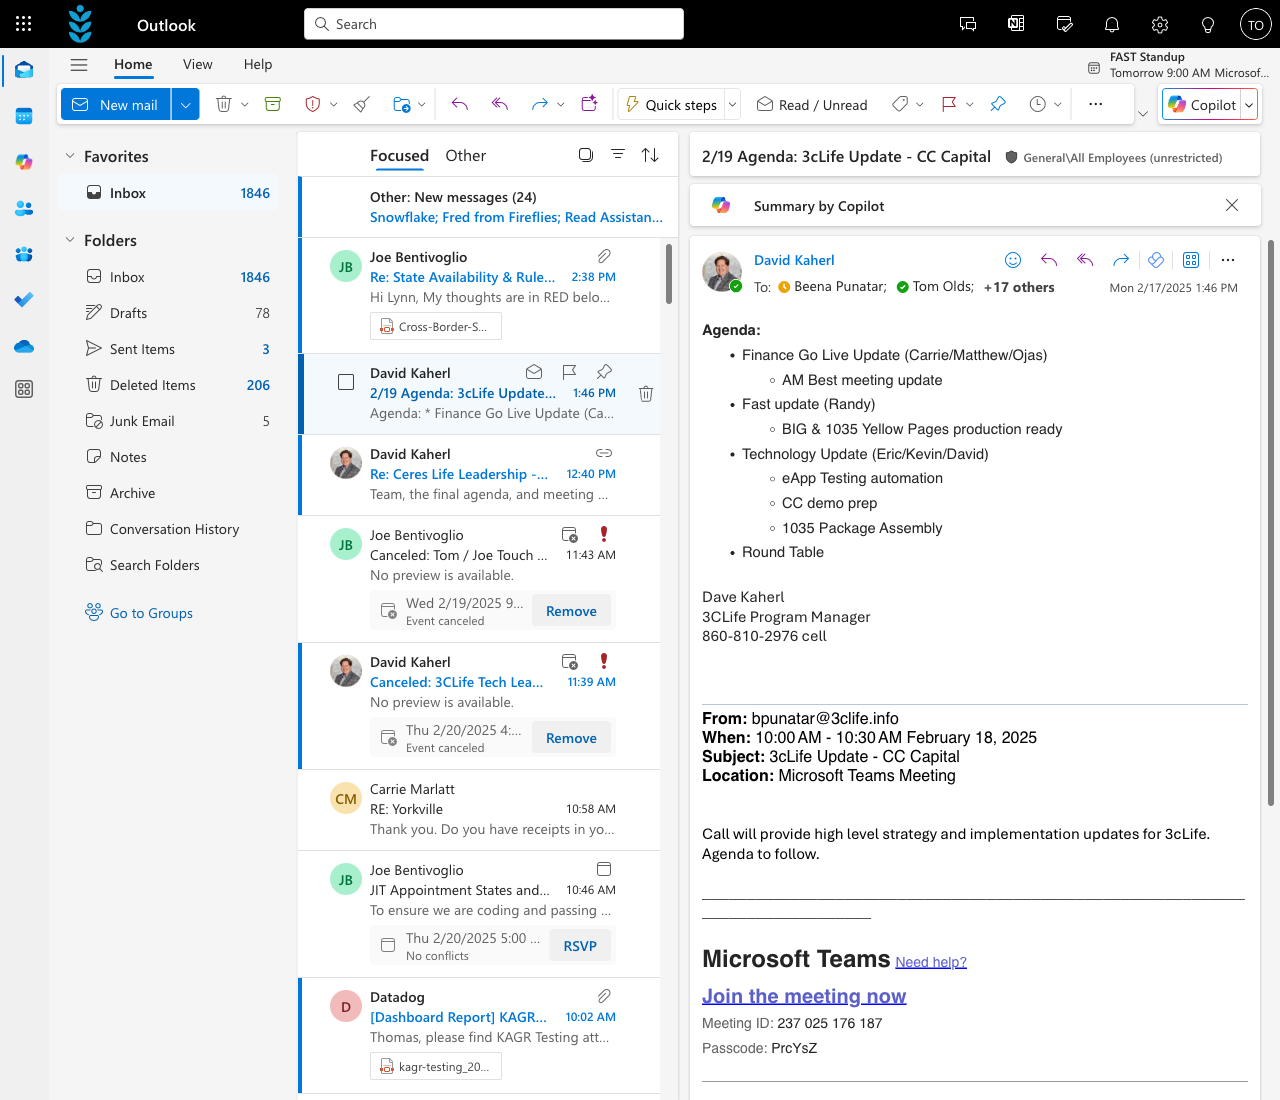 Outlook
Search
TO
Home
View
Help
FAST Standup
Tomorrow 9:00 AM Microsof...
New mail
Quick steps
Read / Unread
Copilot
Favorites
Inbox 1846
Folders
Inbox 1846
Drafts 78
Sent Items 3
Deleted Items 206
Junk Email 5
Notes
Archive
Conversation History
Search Folders
Go to Groups
Focused Other
Other: New messages (24)
Snowflake; Fred from Fireflies; Read Assistan...
JB
Joe Bentivoglio
Re: State Availability & Rule... 2:38 PM
Hi Lynn, My thoughts are in RED belo...
Cross-Border-S...
David Kaherl
2/19 Agenda: 3cLife Update... 1:46 PM
Agenda: * Finance Go Live Update (Ca...
David Kaherl
Re: Ceres Life Leadership -... 12:40 PM
Team, the final agenda, and meeting ...
JB
Joe Bentivoglio
Canceled: Tom / Joe Touch ... 11:43 AM
No preview is available.
Wed 2/19/2025 9...
Event canceled
Remove
David Kaherl
Canceled: 3CLife Tech Lea... 11:39 AM
No preview is available.
Thu 2/20/2025 4:...
Event canceled
Remove
CM
Carrie Marlatt
RE: Yorkville 10:58 AM
Thank you. Do you have receipts in yo...
JB
Joe Bentivoglio
JIT Appointment States and... 10:46 AM
To ensure we are coding and passing ...
Thu 2/20/2025 5:00 ...
No conflicts
RSVP
D
Datadog
[Dashboard Report] KAGR... 10:02 AM
Thomas, please find KAGR Testing att...
kagr-testing_20...
2/19 Agenda: 3cLife Update - CC Capital
General\All Employees (unrestricted)
Summary by Copilot
David Kaherl
To: Beena Punatar; Tom Olds; +17 others
Mon 2/17/2025 1:46 PM
Agenda:
• Finance Go Live Update (Carrie/Matthew/Ojas)
◦ AM Best meeting update
• Fast update (Randy)
◦ BIG & 1035 Yellow Pages production ready
• Technology Update (Eric/Kevin/David)
◦ eApp Testing automation
◦ CC demo prep
◦ 1035 Package Assembly
• Round Table
Dave Kaherl
3CLife Program Manager
860-810-2976 cell
From: bpunatar@3clife.info
When: 10:00 AM - 10:30 AM February 18, 2025
Subject: 3cLife Update - CC Capital
Location: Microsoft Teams Meeting
Call will provide high level strategy and implementation updates for 3cLife.
Agenda to follow.
Microsoft Teams Need help?
Join the meeting now
Meeting ID: 237 025 176 187
Passcode: PrcYsZ